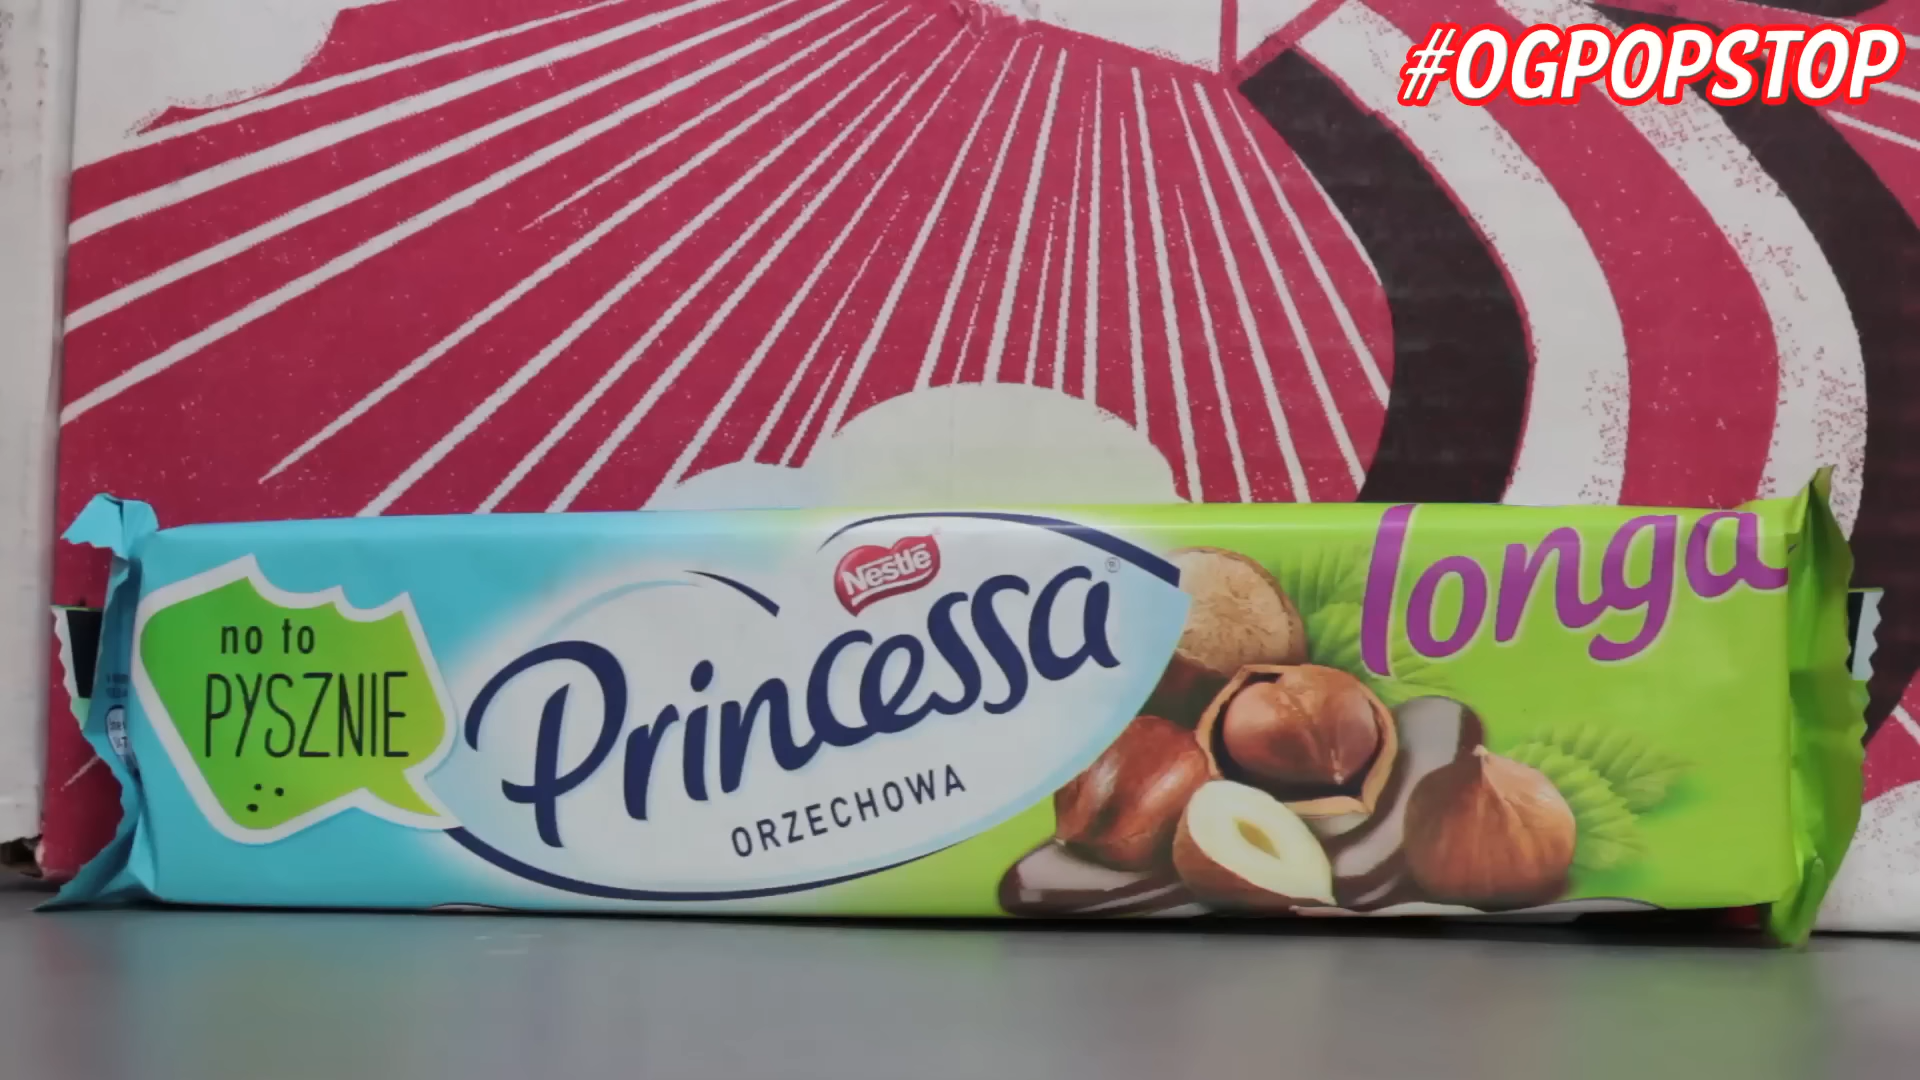 #OGPOPSTOP
no to
PYSZNIE
Nestlé
Princessa
ORZECHOWA
longa